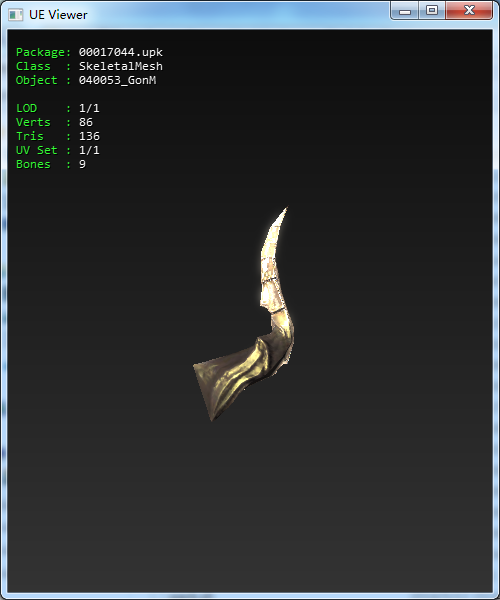 UE Viewer
Package: 00017044.upk
Class : SkeletalMesh
Object : 040053_GonM
LOD : 1/1
Verts : 86
Tris : 136
UV Set : 1/1
Bones : 9